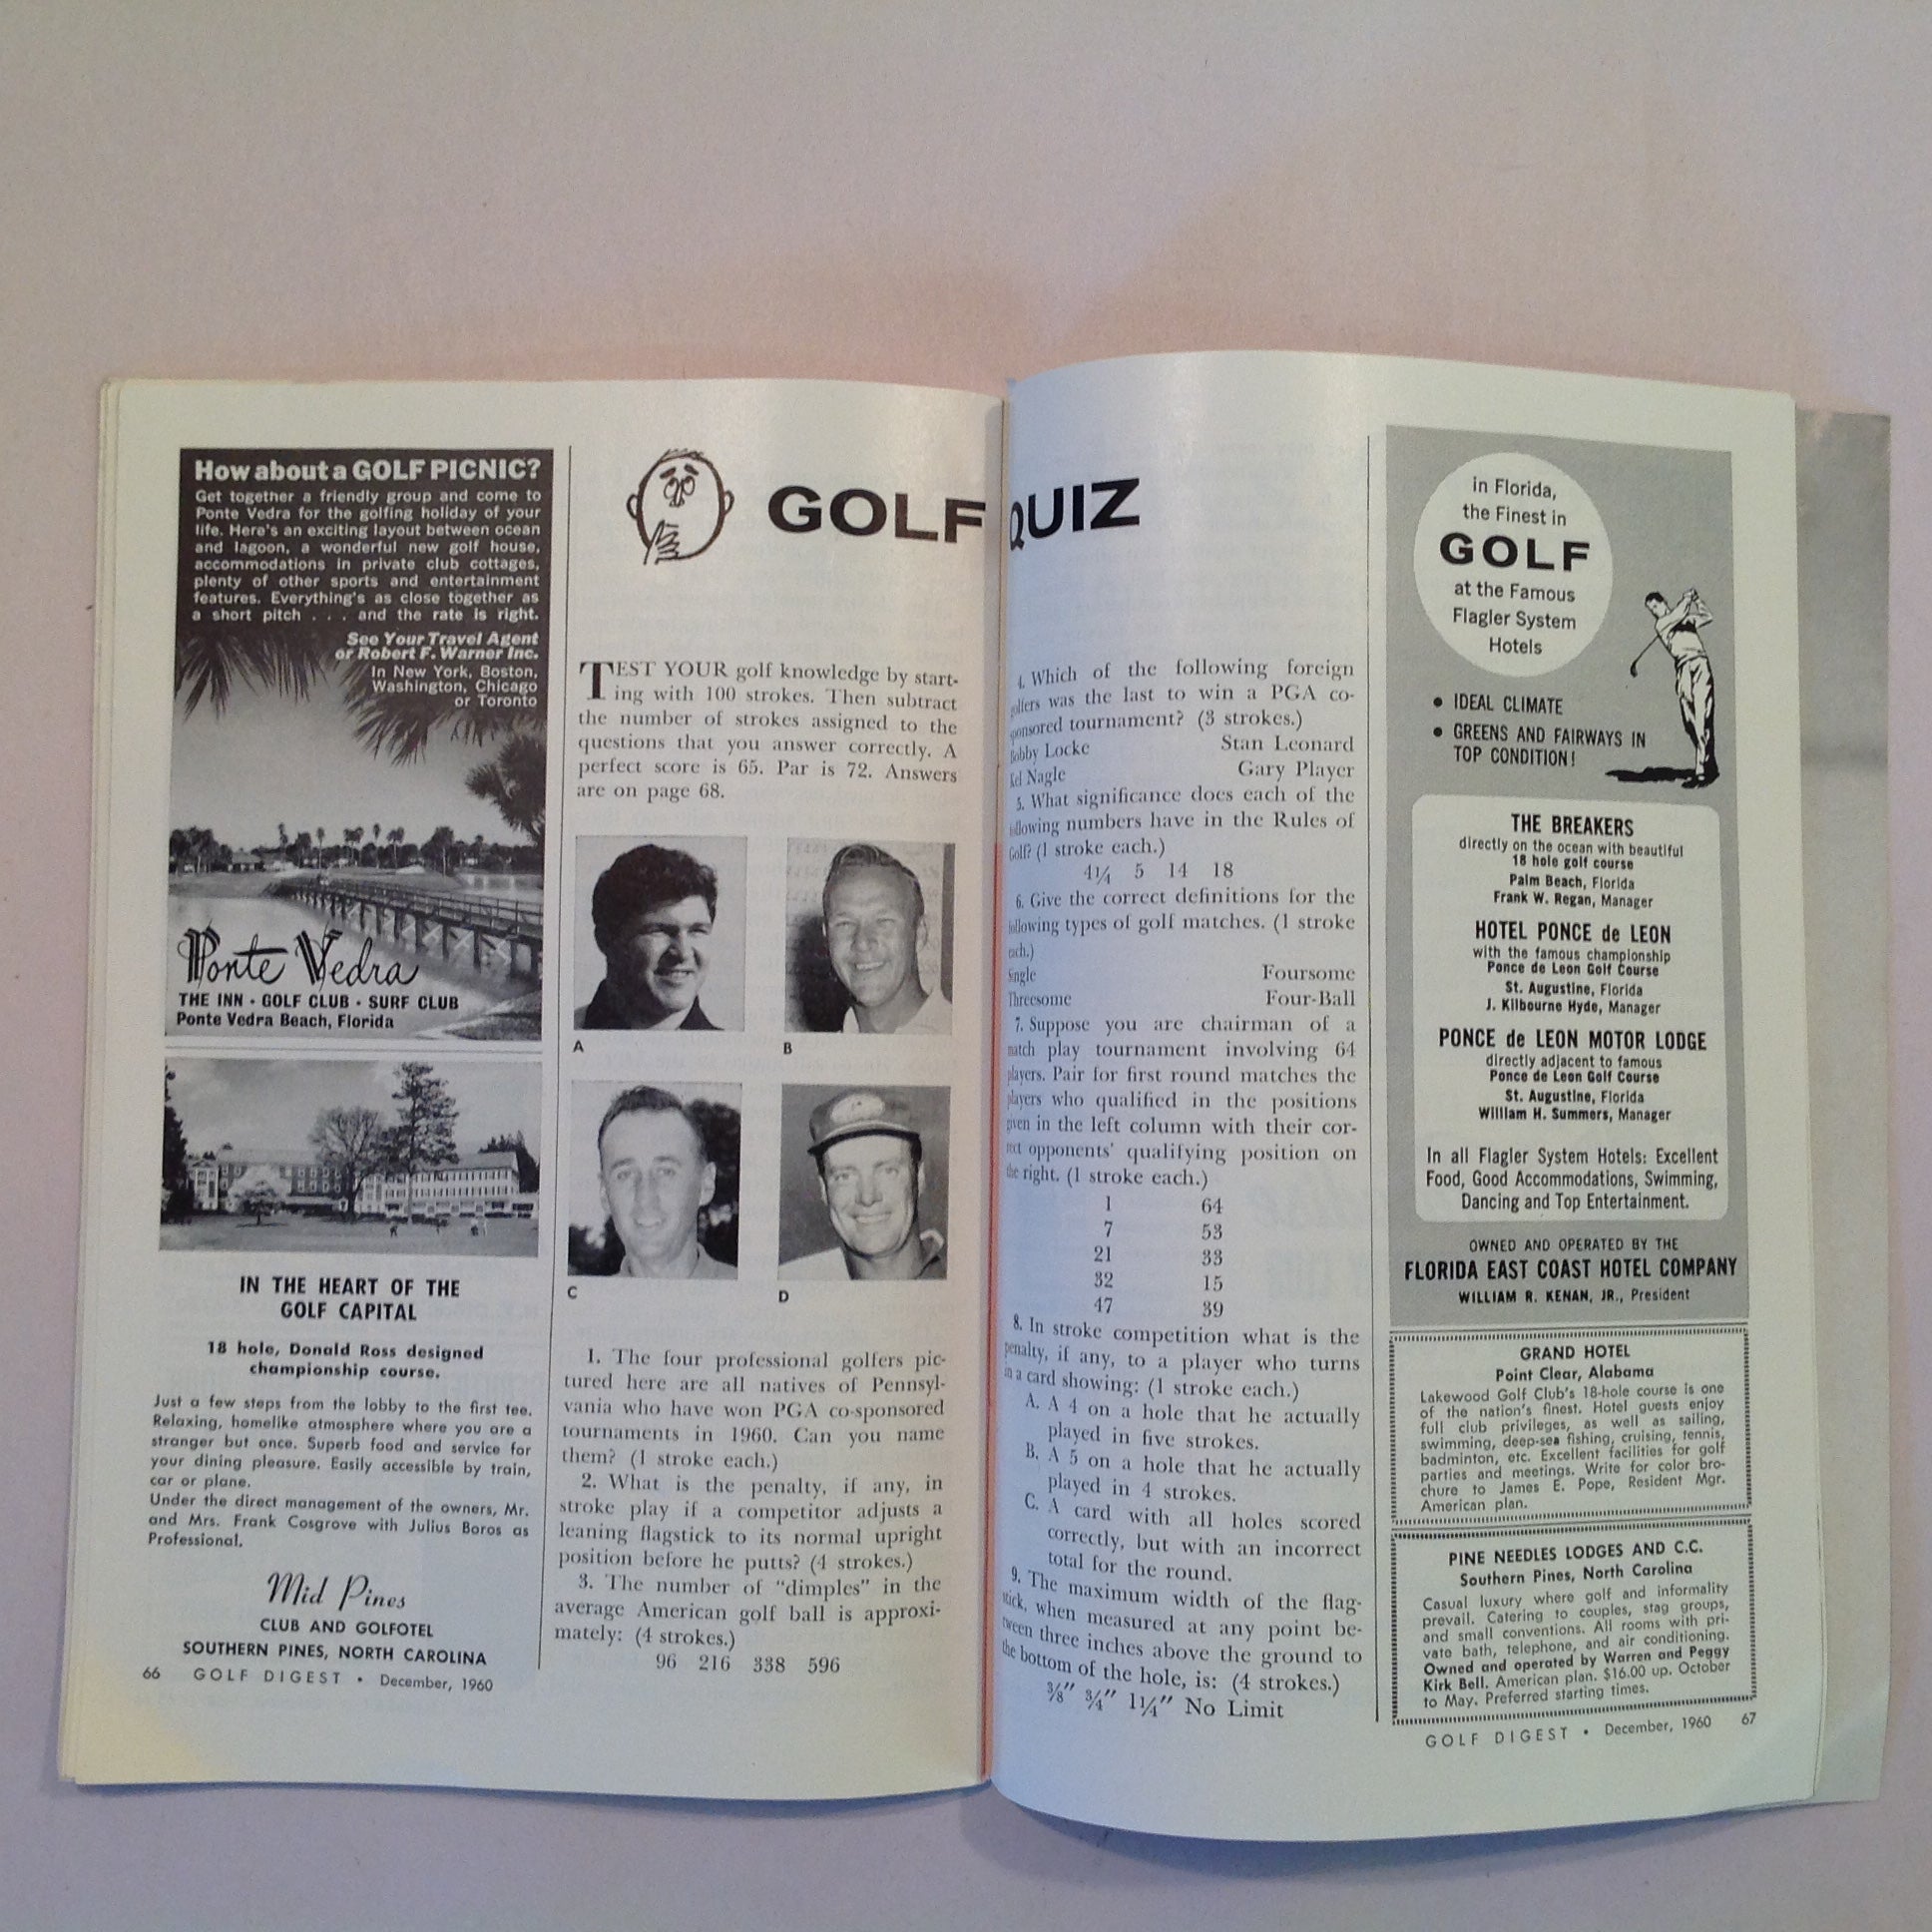 How about a GOLF PICNIC?
Get together a friendly group and come to
Ponte Vedra for the golfing holiday of your
life. Here's an exciting layout between ocean
and lagoon, a wonderful new golf house,
accommodations in private club cottages,
plenty of other sports and entertainment
features. Everything's as close together as
a short pitch . . . and the rate is right.
See Your Travel Agent
or Robert F. Warner Inc.
In New York, Boston,
Washington, Chicago
or Toronto
Ponte Vedra
THE INN · GOLF CLUB · SURF CLUB
Ponte Vedra Beach, Florida
IN THE HEART OF THE
GOLF CAPITAL
18 hole, Donald Ross designed
championship course.
Just a few steps from the lobby to the first tee.
Relaxing, homelike atmosphere where you are a
stranger but once. Superb food and service for
your dining pleasure. Easily accessible by train,
car or plane.
Under the direct management of the owners, Mr.
and Mrs. Frank Cosgrove with Julius Boros as
Professional.
Mid Pines
CLUB AND GOLFOTEL
SOUTHERN PINES, NORTH CAROLINA
66 GOLF DIGEST • December, 1960
GOLF QUIZ
TEST YOUR golf knowledge by start-
ing with 100 strokes. Then subtract
the number of strokes assigned to the
questions that you answer correctly. A
perfect score is 65. Par is 72. Answers
are on page 68.
A B
C D
1. The four professional golfers pic-
tured here are all natives of Pennsyl-
vania who have won PGA co-sponsored
tournaments in 1960. Can you name
them? (1 stroke each.)
2. What is the penalty, if any, in
stroke play if a competitor adjusts a
leaning flagstick to its normal upright
position before he putts? (4 strokes.)
3. The number of "dimples" in the
average American golf ball is approxi-
mately: (4 strokes.)
96 216 338 596
4. Which of the following foreign
golfers was the last to win a PGA co-
sponsored tournament? (3 strokes.)
Bobby Locke Stan Leonard
Kel Nagle Gary Player
5. What significance does each of the
following numbers have in the Rules of
Golf? (1 stroke each.)
4¼ 5 14 18
6. Give the correct definitions for the
following types of golf matches. (1 stroke
each.)
Single Foursome
Threesome Four-Ball
7. Suppose you are chairman of a
match play tournament involving 64
players. Pair for first round matches the
players who qualified in the positions
given in the left column with their cor-
rect opponents' qualifying position on
the right. (1 stroke each.)
1 64
7 53
21 33
32 15
47 39
8. In stroke competition what is the
penalty, if any, to a player who turns
in a card showing: (1 stroke each.)
A. A 4 on a hole that he actually
played in five strokes.
B. A 5 on a hole that he actually
played in 4 strokes.
C. A card with all holes scored
correctly, but with an incorrect
total for the round.
9. The maximum width of the flag-
stick, when measured at any point be-
tween three inches above the ground to
the bottom of the hole, is: (4 strokes.)
⅜" ¾" 1¼" No Limit
in Florida,
the Finest in
GOLF
at the Famous
Flagler System
Hotels
• IDEAL CLIMATE
• GREENS AND FAIRWAYS IN
TOP CONDITION!
THE BREAKERS
directly on the ocean with beautiful
18 hole golf course
Palm Beach, Florida
Frank W. Regan, Manager
HOTEL PONCE de LEON
with the famous championship
Ponce de Leon Golf Course
St. Augustine, Florida
J. Kilbourne Hyde, Manager
PONCE de LEON MOTOR LODGE
directly adjacent to famous
Ponce de Leon Golf Course
St. Augustine, Florida
William H. Summers, Manager
In all Flagler System Hotels: Excellent
Food, Good Accommodations, Swimming,
Dancing and Top Entertainment.
OWNED AND OPERATED BY THE
FLORIDA EAST COAST HOTEL COMPANY
WILLIAM R. KENAN, JR., President
GRAND HOTEL
Point Clear, Alabama
Lakewood Golf Club's 18-hole course is one
of the nation's finest. Hotel guests enjoy
full club privileges, as well as sailing,
swimming, deep-sea fishing, cruising, tennis,
badminton, etc. Excellent facilities for golf
parties and meetings. Write for color bro-
chure to James E. Pope, Resident Mgr.
American plan.
PINE NEEDLES LODGES AND C.C.
Southern Pines, North Carolina
Casual luxury where golf and informality
prevail. Catering to couples, stag groups,
and small conventions. All rooms with pri-
vate bath, telephone, and air conditioning.
Owned and operated by Warren and Peggy
Kirk Bell. American plan. $16.00 up. October
to May. Preferred starting times.
GOLF DIGEST • December, 1960 67